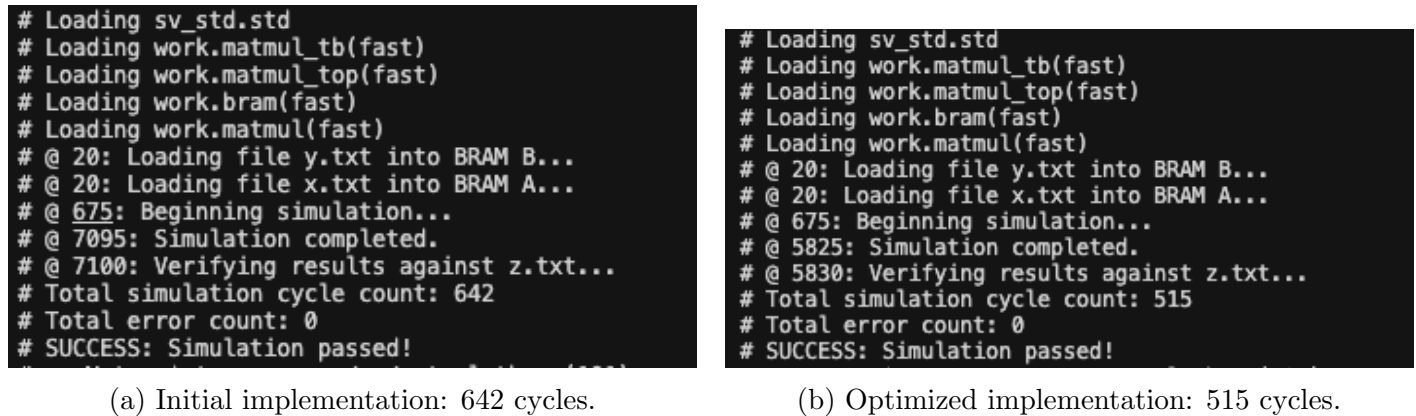 # Loading sv_std.std
# Loading work.matmul_tb(fast)
# Loading work.matmul_top(fast)
# Loading work.bram(fast)
# Loading work.matmul(fast)
# @ 20: Loading file y.txt into BRAM B...
# @ 20: Loading file x.txt into BRAM A...
# @ 675: Beginning simulation...
# @ 7095: Simulation completed.
# @ 7100: Verifying results against z.txt...
# Total simulation cycle count: 642
# Total error count: 0
# SUCCESS: Simulation passed!
(a) Initial implementation: 642 cycles.
# Loading sv_std.std
# Loading work.matmul_tb(fast)
# Loading work.matmul_top(fast)
# Loading work.bram(fast)
# Loading work.matmul(fast)
# @ 20: Loading file y.txt into BRAM B...
# @ 20: Loading file x.txt into BRAM A...
# @ 675: Beginning simulation...
# @ 5825: Simulation completed.
# @ 5830: Verifying results against z.txt...
# Total simulation cycle count: 515
# Total error count: 0
# SUCCESS: Simulation passed!
(b) Optimized implementation: 515 cycles.